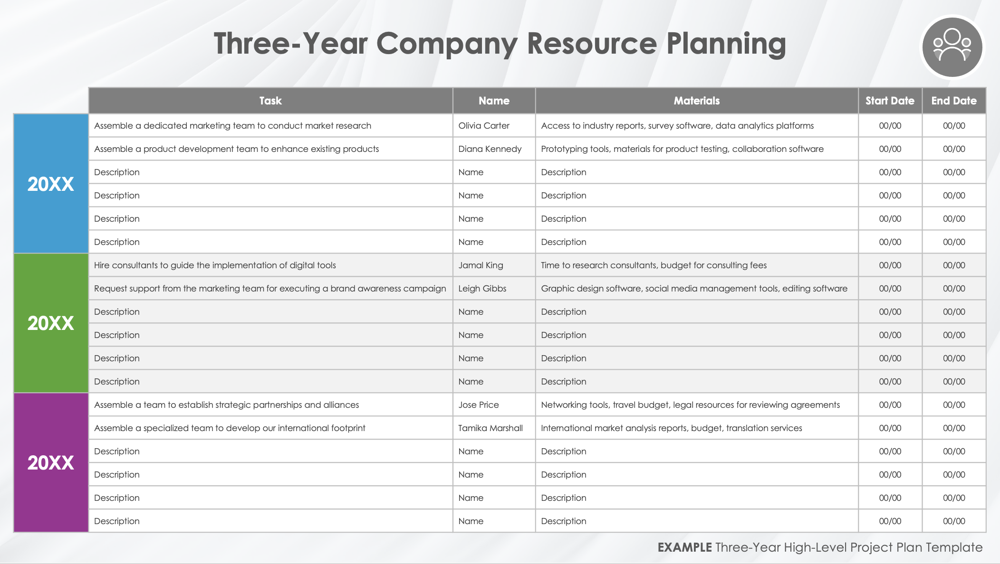 Three-Year Company Resource Planning
Task Name Materials Start Date End Date
20XX
Assemble a dedicated marketing team to conduct market research Olivia Carter Access to industry reports, survey software, data analytics platforms 00/00 00/00
Assemble a product development team to enhance existing products Diana Kennedy Prototyping tools, materials for product testing, collaboration software 00/00 00/00
Description Name Description 00/00 00/00
Description Name Description 00/00 00/00
Description Name Description 00/00 00/00
Description Name Description 00/00 00/00
20XX
Hire consultants to guide the implementation of digital tools Jamal King Time to research consultants, budget for consulting fees 00/00 00/00
Request support from the marketing team for executing a brand awareness campaign Leigh Gibbs Graphic design software, social media management tools, editing software 00/00 00/00
Description Name Description 00/00 00/00
Description Name Description 00/00 00/00
Description Name Description 00/00 00/00
Description Name Description 00/00 00/00
20XX
Assemble a team to establish strategic partnerships and alliances Jose Price Networking tools, travel budget, legal resources for reviewing agreements 00/00 00/00
Assemble a specialized team to develop our international footprint Tamika Marshall International market analysis reports, budget, translation services 00/00 00/00
Description Name Description 00/00 00/00
Description Name Description 00/00 00/00
Description Name Description 00/00 00/00
Description Name Description 00/00 00/00
EXAMPLE Three-Year High-Level Project Plan Template